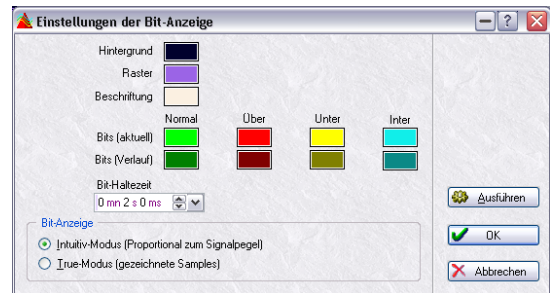 Einstellungen der Bit-Anzeige
Hintergrund
Raster
Beschriftung
Normal Über Unter Inter
Bits (aktuell)
Bits (Verlauf)
Bit-Haltezeit
0 mn 2 s 0 ms
Bit-Anzeige
Intuitiv-Modus (Proportional zum Signalpegel)
True-Modus (gezeichnete Samples)
Ausführen
OK
Abbrechen